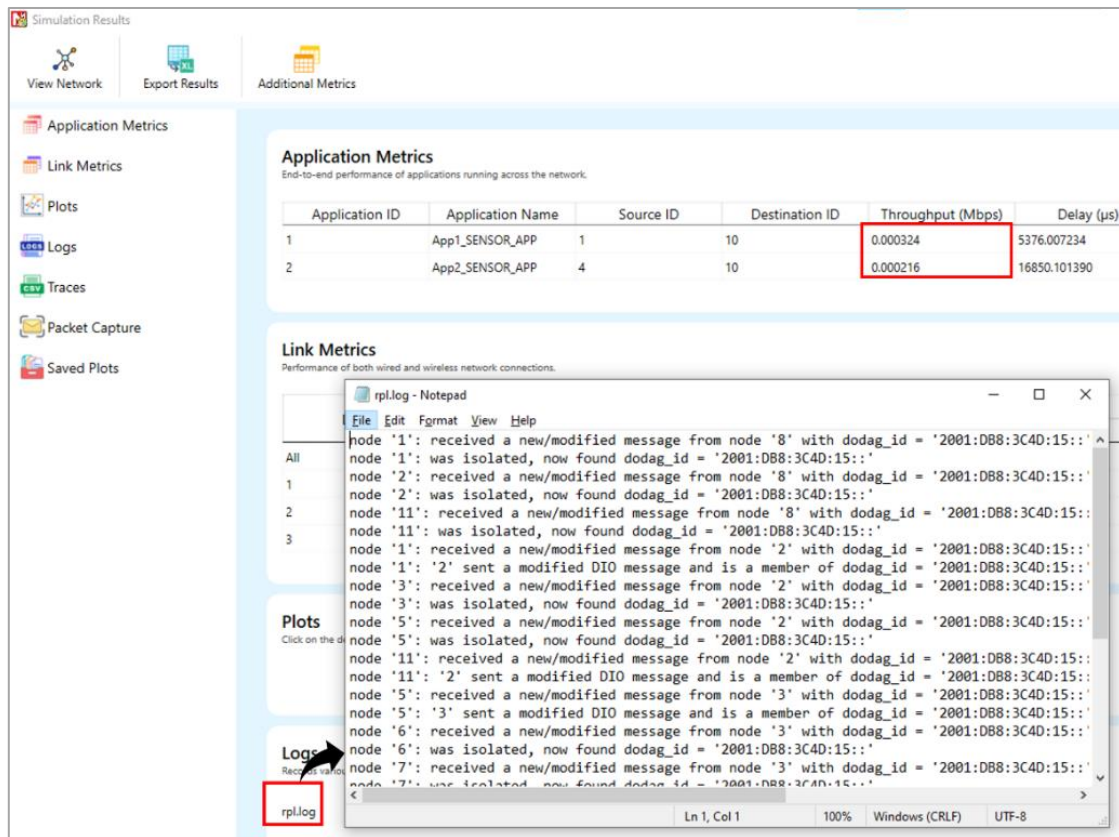 Simulation Results
View Network
Export Results
Additional Metrics
Application Metrics
Link Metrics
Plots
Logs
Traces
Packet Capture
Saved Plots
Application Metrics
End-to-end performance of applications running across the network.
Application ID Application Name Source ID Destination ID Throughput (Mbps) Delay (µs)
1 App1_SENSOR_APP 1 10 0.000324 5376.007234
2 App2_SENSOR_APP 4 10 0.000216 16850.101390
Link Metrics
Performance of both wired and wireless network connections.
All
1
2
3
Plots
Click on the
Logs
rpl.log
rpl.log - Notepad
File Edit Format View Help
node '1': received a new/modified message from node '8' with dodag_id = '2001:DB8:3C4D:15::'
node '1': was isolated, now found dodag_id = '2001:DB8:3C4D:15::'
node '2': received a new/modified message from node '8' with dodag_id = '2001:DB8:3C4D:15::'
node '2': was isolated, now found dodag_id = '2001:DB8:3C4D:15::'
node '11': received a new/modified message from node '8' with dodag_id = '2001:DB8:3C4D:15::
node '11': was isolated, now found dodag_id = '2001:DB8:3C4D:15::'
node '1': received a new/modified message from node '2' with dodag_id = '2001:DB8:3C4D:15::'
node '1': '2' sent a modified DIO message and is a member of dodag_id = '2001:DB8:3C4D:15::'
node '3': received a new/modified message from node '2' with dodag_id = '2001:DB8:3C4D:15::'
node '3': was isolated, now found dodag_id = '2001:DB8:3C4D:15::'
node '5': received a new/modified message from node '2' with dodag_id = '2001:DB8:3C4D:15::'
node '5': was isolated, now found dodag_id = '2001:DB8:3C4D:15::'
node '11': received a new/modified message from node '2' with dodag_id = '2001:DB8:3C4D:15::
node '11': '2' sent a modified DIO message and is a member of dodag_id = '2001:DB8:3C4D:15::
node '5': received a new/modified message from node '3' with dodag_id = '2001:DB8:3C4D:15::'
node '5': '3' sent a modified DIO message and is a member of dodag_id = '2001:DB8:3C4D:15::'
node '6': received a new/modified message from node '3' with dodag_id = '2001:DB8:3C4D:15::'
node '6': was isolated, now found dodag_id = '2001:DB8:3C4D:15::'
node '7': received a new/modified message from node '3' with dodag_id = '2001:DB8:3C4D:15::'
node '7': was isolated, now found dodag_id = '2001:DB8:3C4D:15::'
Ln 1, Col 1 100% Windows (CRLF) UTF-8